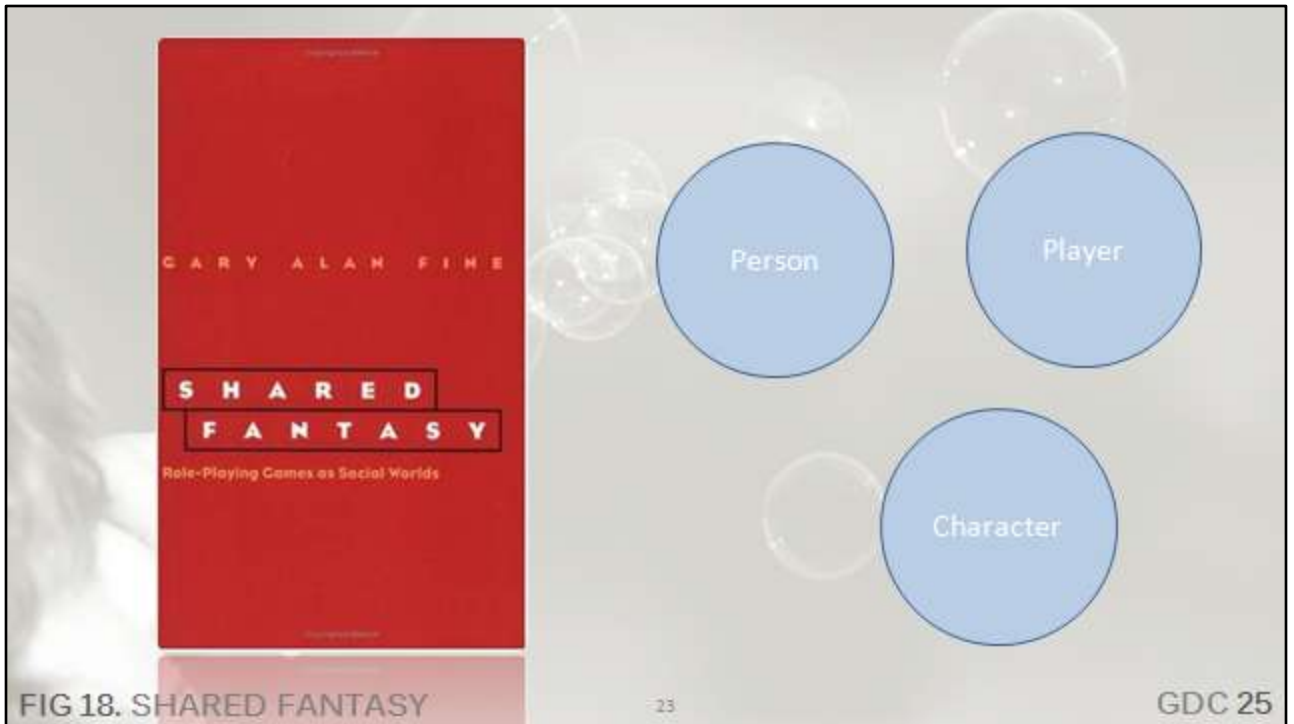 GARY ALAN FINE
SHARED
FANTASY
Role-Playing Games as Social Worlds
Person
Player
Character
FIG 18. SHARED FANTASY
23
GDC 25